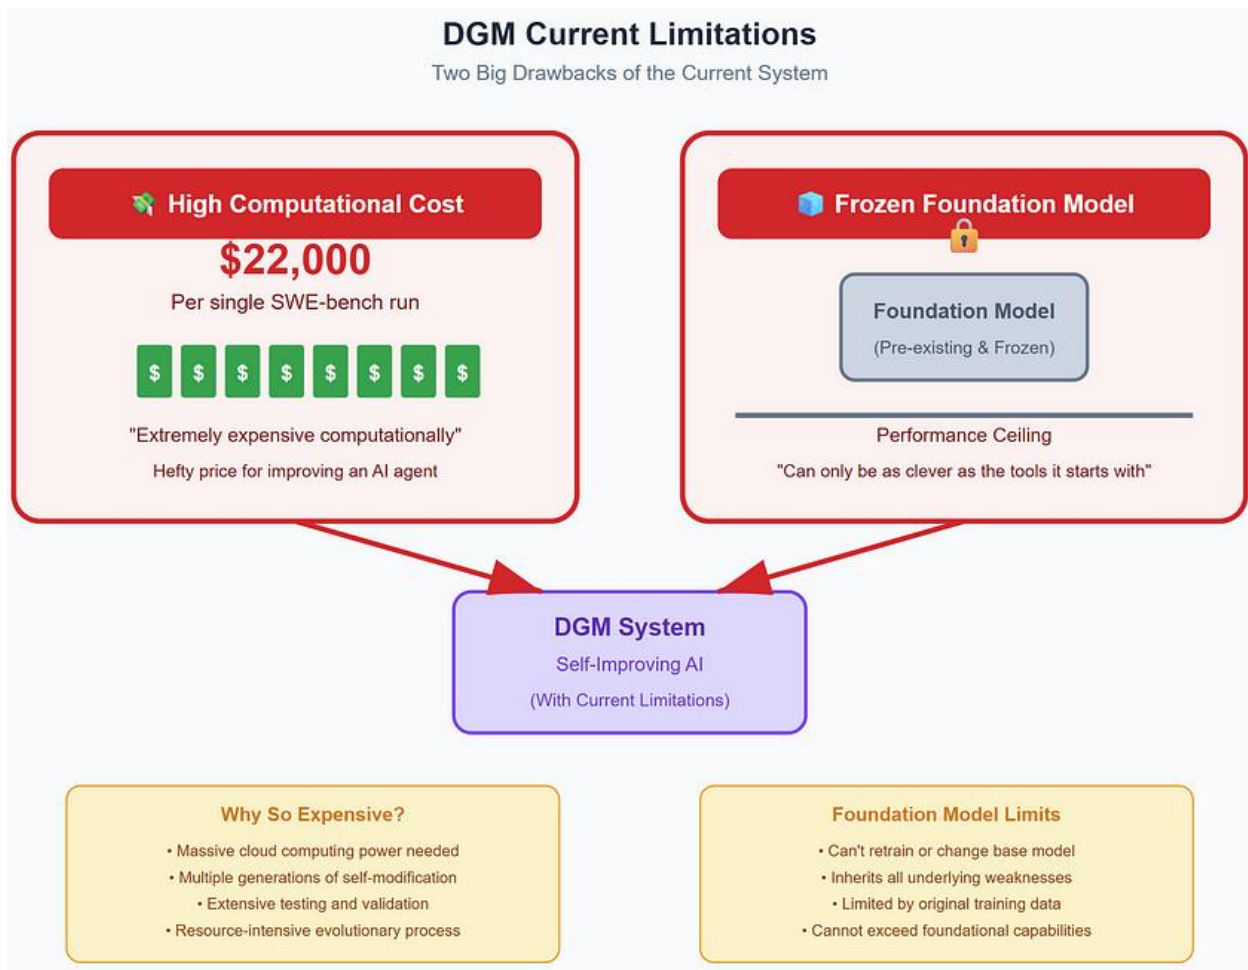 DGM Current Limitations
Two Big Drawbacks of the Current System
High Computational Cost
$22,000
Per single SWE-bench run
$ $ $ $ $ $ $ $
"Extremely expensive computationally"
Hefty price for improving an AI agent
Frozen Foundation Model
Foundation Model
(Pre-existing & Frozen)
Performance Ceiling
"Can only be as clever as the tools it starts with"
DGM System
Self-Improving AI
(With Current Limitations)
Why So Expensive?
• Massive cloud computing power needed
• Multiple generations of self-modification
• Extensive testing and validation
• Resource-intensive evolutionary process
Foundation Model Limits
• Can't retrain or change base model
• Inherits all underlying weaknesses
• Limited by original training data
• Cannot exceed foundational capabilities